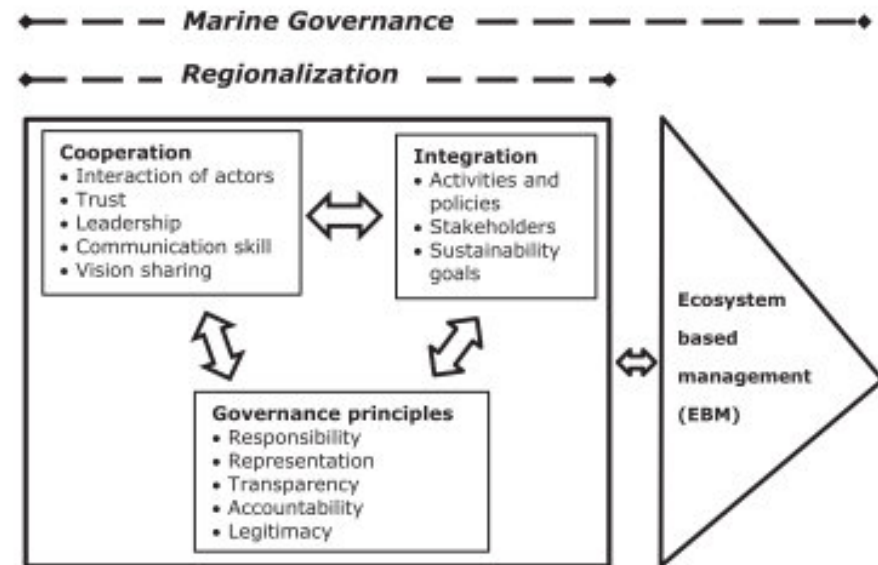 Marine Governance
Regionalization
Cooperation
• Interaction of actors
• Trust
• Leadership
• Communication skill
• Vision sharing
Integration
• Activities and
policies
• Stakeholders
• Sustainability
goals
Governance principles
• Responsibility
• Representation
• Transparency
• Accountability
• Legitimacy
Ecosystem
based
management
(EBM)